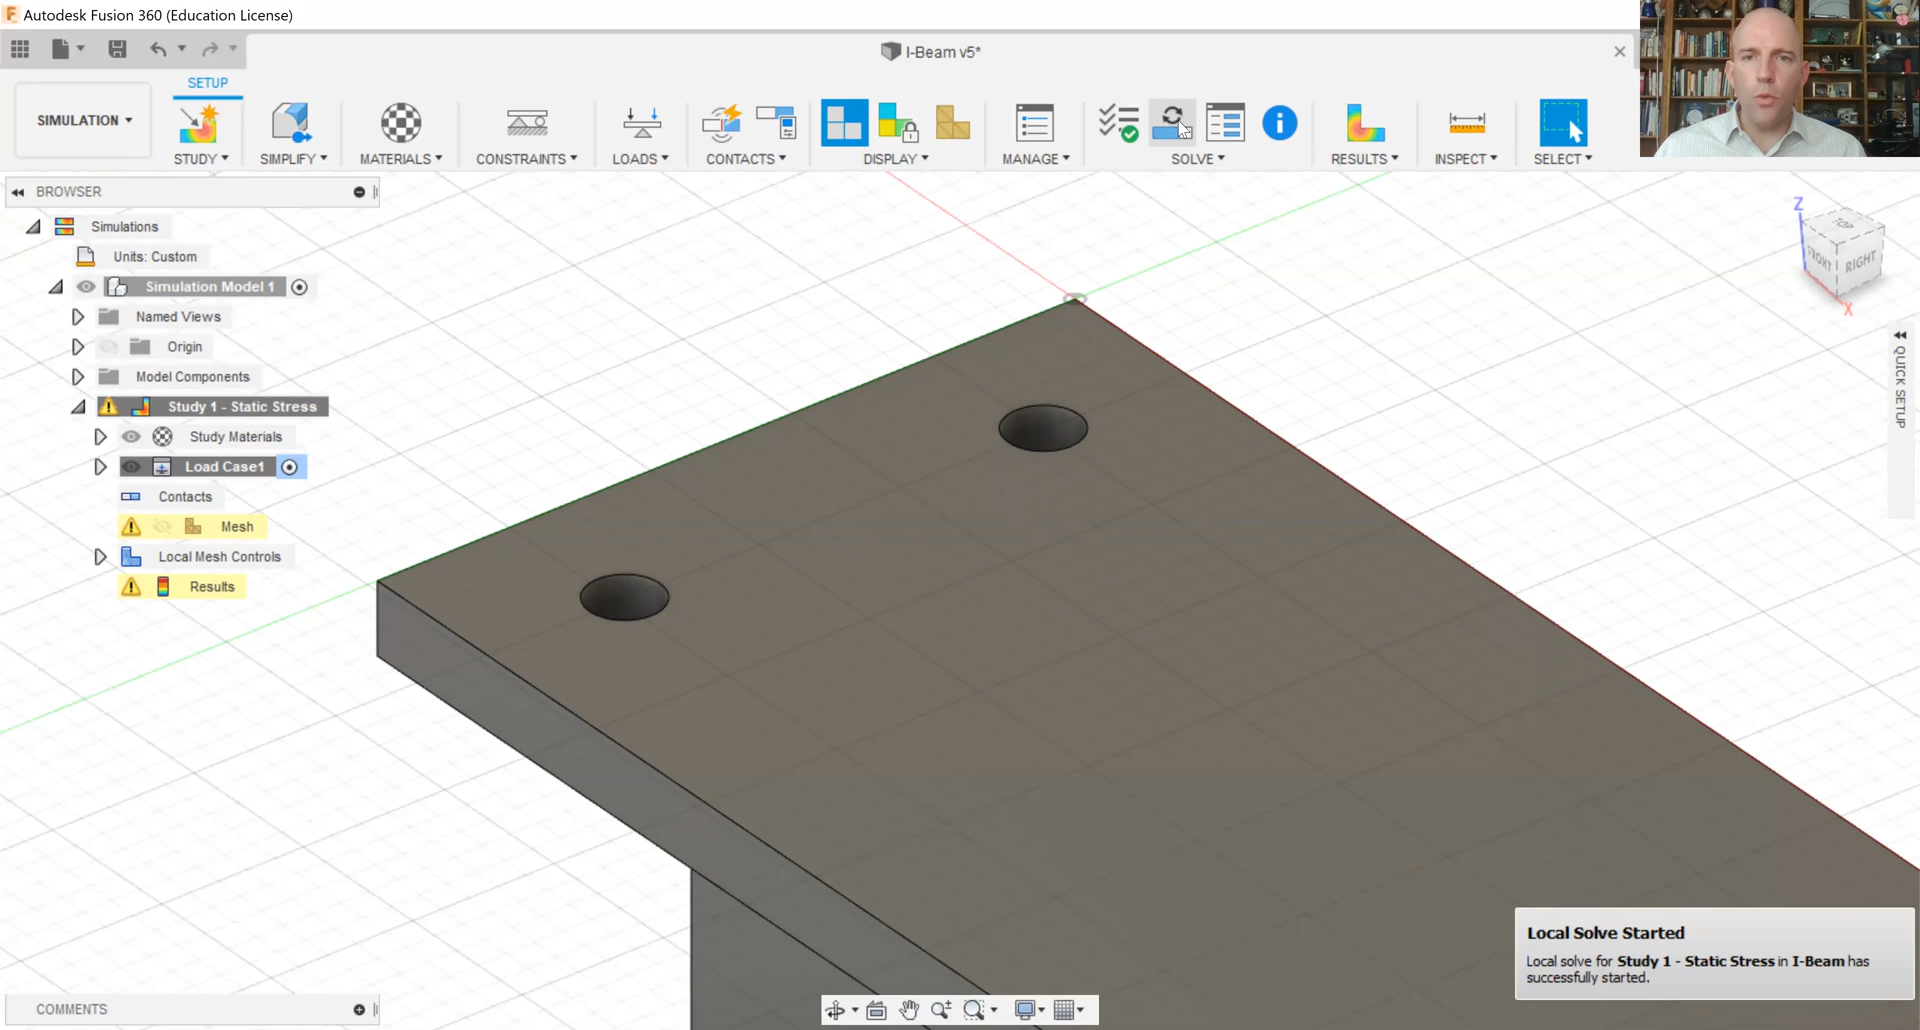 Autodesk Fusion 360 (Education License)
I-Beam v5*
SETUP
SIMULATION
STUDY
SIMPLIFY
MATERIALS
CONSTRAINTS
LOADS
CONTACTS
DISPLAY
MANAGE
SOLVE
RESULTS
INSPECT
SELECT
BROWSER
Simulations
Units: Custom
Simulation Model 1
Named Views
Origin
Model Components
Study 1 - Static Stress
Study Materials
Load Case1
Contacts
Mesh
Local Mesh Controls
Results
Z
TOP
FRONT
RIGHT
X
QUICK SETUP
Local Solve Started
Local solve for Study 1 - Static Stress in I-Beam has
successfully started.
COMMENTS